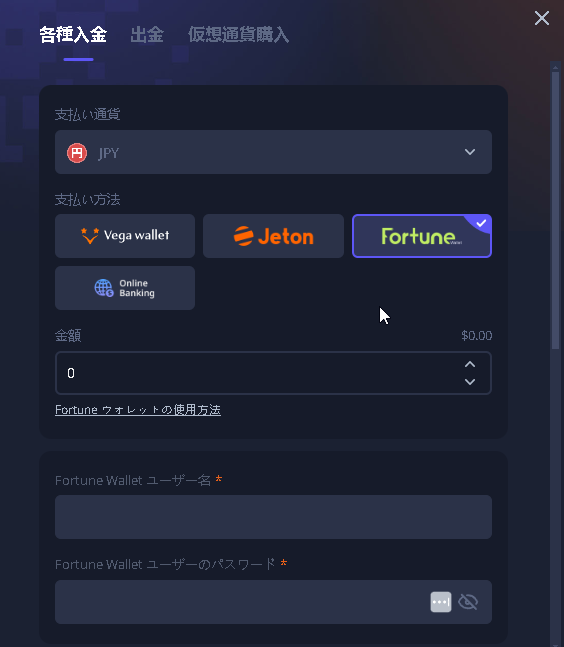 各種入金 出金 仮想通貨購入
支払い通貨
円 JPY
支払い方法
Vega wallet Jeton Fortune
Online
Banking
金額 $0.00
0
Fortune ウォレットの使用方法
Fortune Wallet ユーザー名 *
Fortune Wallet ユーザーのパスワード *